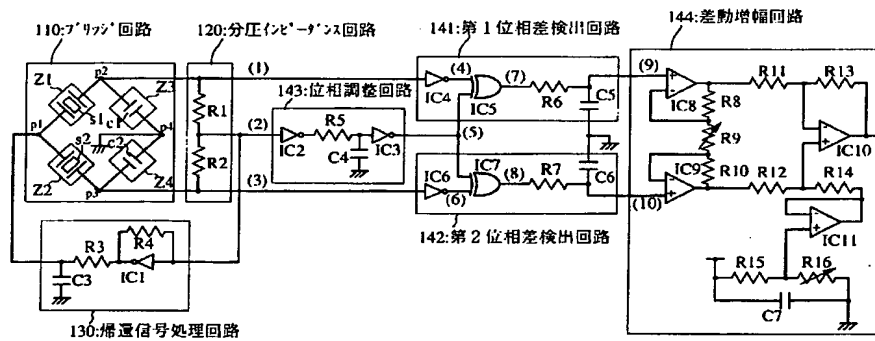 110:ﾌﾞﾘｯｼﾞ回路
120:分圧ｲﾝﾋﾟｰﾀﾞﾝｽ回路
141:第１位相差検出回路
144:差動増幅回路
Z1
p2
Z3
s1
c1
p1
p4
s2
c2
Z2
p3
Z4
R1
R2
(1)
143:位相調整回路
(2)
IC2
R5
C4
IC3
(3)
(4)
IC4
IC5
(7)
R6
C5
(5)
IC6
(6)
IC7
(8)
R7
C6
142:第２位相差検出回路
(9)
IC8
R8
R9
R10
IC9
(10)
R11
R13
IC10
R12
R14
IC11
R15
R16
C7
R4
R3
IC1
C3
130:帰還信号処理回路